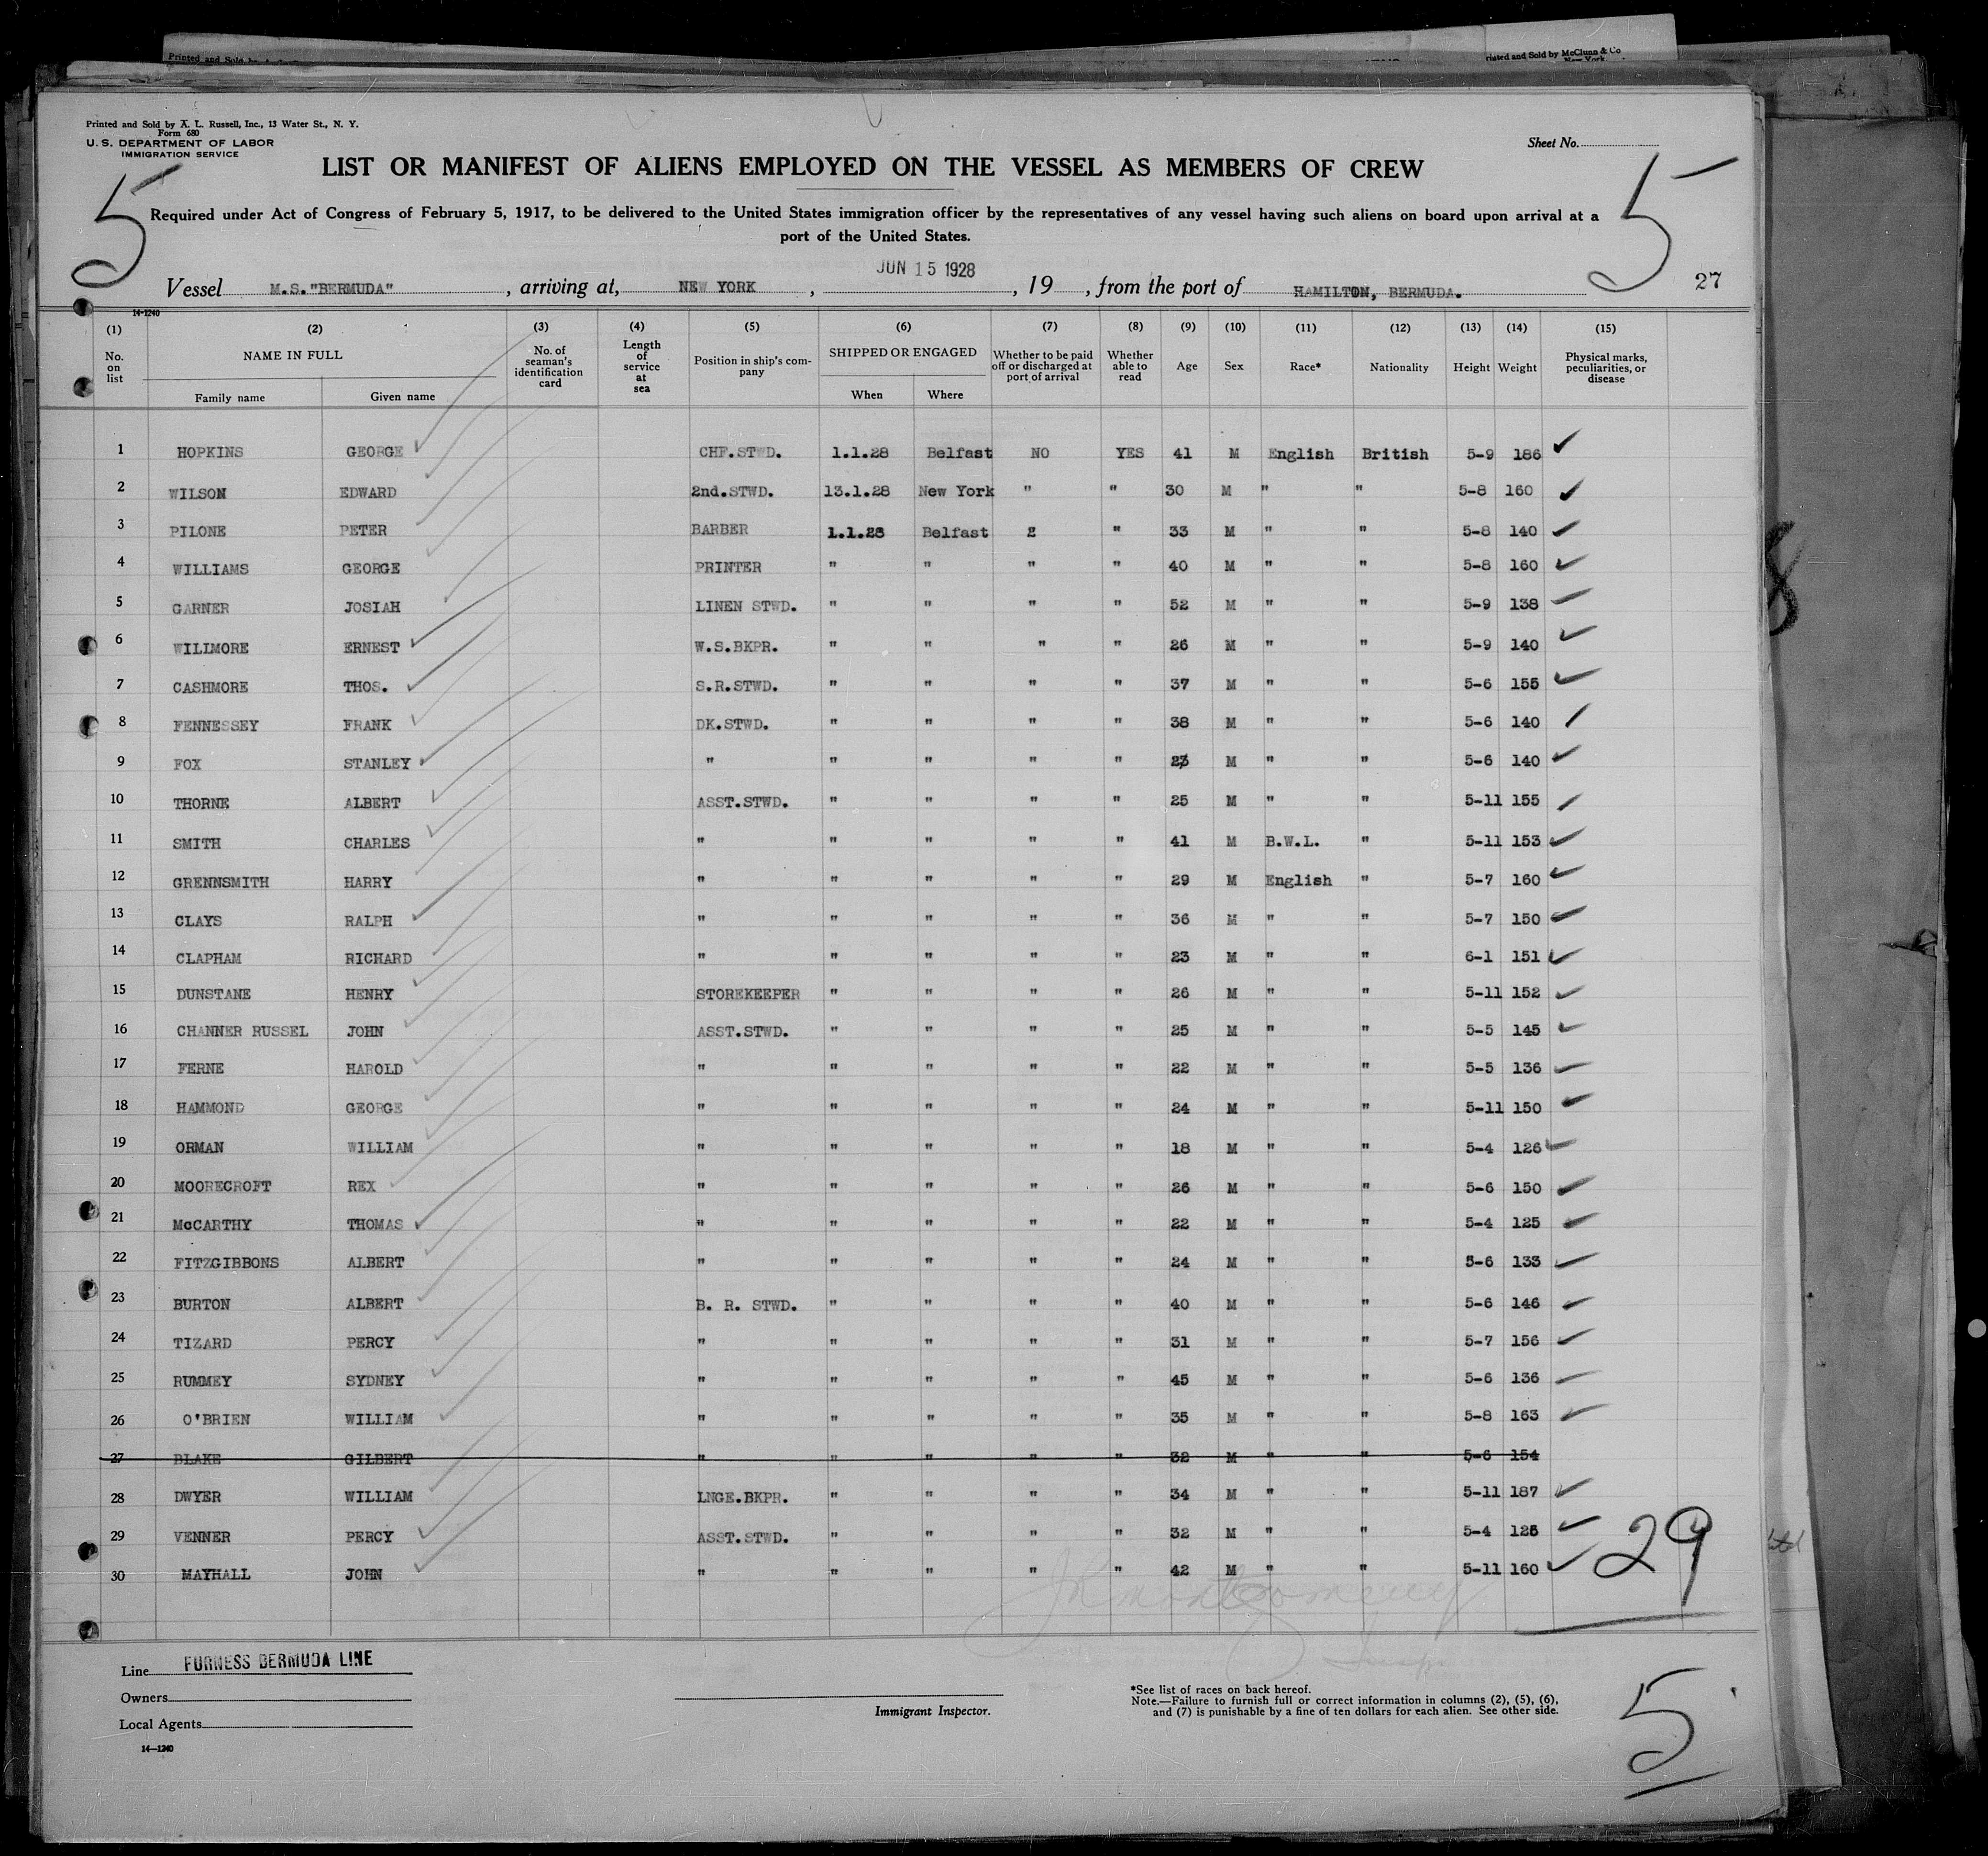 Printed and Sold by McClunn & Co
New York.
Printed and Sold by A. L. Russell, Inc., 13 Water St., N. Y.
Form 680
U. S. DEPARTMENT OF LABOR
IMMIGRATION SERVICE
Sheet No.
LIST OR MANIFEST OF ALIENS EMPLOYED ON THE VESSEL AS MEMBERS OF CREW
5 5
Required under Act of Congress of February 5, 1917, to be delivered to the United States immigration officer by the representatives of any vessel having such aliens on board upon arrival at a
port of the United States.
JUN 15 1928
Vessel M.S."BERMUDA", arriving at, NEW YORK, , 19 , from the port of HAMILTON, BERMUDA. 27
14-1240
(1) (2) (3) (4) (5) (6) (7) (8) (9) (10) (11) (12) (13) (14) (15)
No. on list NAME IN FULL No. of seaman's identification card Length of service at sea Position in ship's company SHIPPED OR ENGAGED Whether to be paid off or discharged at port of arrival Whether able to read Age Sex Race* Nationality Height Weight Physical marks, peculiarities, or disease
Family name Given name When Where
1 HOPKINS GEORGE CHF.STWD. 1.1.28 Belfast NO YES 41 M English British 5-9 186
2 WILSON EDWARD 2nd.STWD. 13.1.28 New York " " 30 M " " 5-8 160
3 PILONE PETER BARBER 1.1.28 Belfast 2 " 33 M " " 5-8 140
4 WILLIAMS GEORGE PRINTER " " " " 40 M " " 5-8 160
5 GARNER JOSIAH LINEN STWD. " " " " 52 M " " 5-9 138
6 WILLMORE ERNEST W.S.BKPR. " " " " 26 M " " 5-9 140
7 CASHMORE THOS. S.R.STWD. " " " " 37 M " " 5-6 155
8 FENNESSEY FRANK DK.STWD. " " " " 38 M " " 5-6 140
9 FOX STANLEY " " " " " 23 M " " 5-6 140
10 THORNE ALBERT ASST.STWD. " " " " 25 M " " 5-11 155
11 SMITH CHARLES " " " " " 41 M B.W.L. " 5-11 153
12 GRENNSMITH HARRY " " " " " 29 M English " 5-7 160
13 CLAYS RALPH " " " " " 36 M " " 5-7 150
14 CLAPHAM RICHARD " " " " " 23 M " " 6-1 151
15 DUNSTANE HENRY STOREKEEPER " " " " 26 M " " 5-11 152
16 CHANNER RUSSEL JOHN ASST.STWD. " " " " 25 M " " 5-5 145
17 FERNE HAROLD " " " " " 22 M " " 5-5 136
18 HAMMOND GEORGE " " " " " 24 M " " 5-11 150
19 ORMAN WILLIAM " " " " " 18 M " " 5-4 126
20 MOORECROFT REX " " " " " 26 M " " 5-6 150
21 McCARTHY THOMAS " " " " " 22 M " " 5-4 125
22 FITZGIBBONS ALBERT " " " " " 24 M " " 5-6 133
23 BURTON ALBERT B. R. STWD. " " " " 40 M " " 5-6 146
24 TIZARD PERCY " " " " " 31 M " " 5-7 156
25 RUMMEY SYDNEY " " " " " 45 M " " 5-6 136
26 O'BRIEN WILLIAM " " " " " 35 M " " 5-8 163
27 BLAKE GILBERT " " " " " 32 M " " 5-6 154
28 DWYER WILLIAM LNGE.BKPR. " " " " 34 M " " 5-11 187
29 VENNER PERCY ASST.STWD. " " " " 32 M " " 5-4 125
30 MAYHALL JOHN " " " " " 42 M " " 5-11 160
29
Line FURNESS BERMUDA LINE
Owners
Local Agents
14-1240
Immigrant Inspector.
*See list of races on back hereof.
Note.—Failure to furnish full or correct information in columns (2), (5), (6),
and (7) is punishable by a fine of ten dollars for each alien. See other side.
5